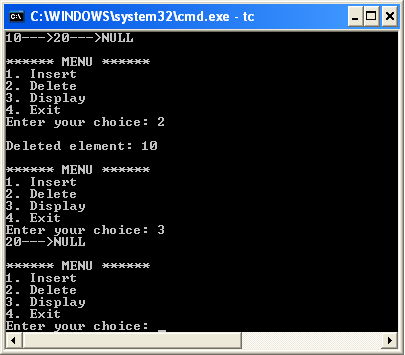 C:\WINDOWS\system32\cmd.exe - tc
10--->20--->NULL
****** MENU ******
1. Insert
2. Delete
3. Display
4. Exit
Enter your choice: 2
Deleted element: 10
****** MENU ******
1. Insert
2. Delete
3. Display
4. Exit
Enter your choice: 3
20--->NULL
****** MENU ******
1. Insert
2. Delete
3. Display
4. Exit
Enter your choice: _